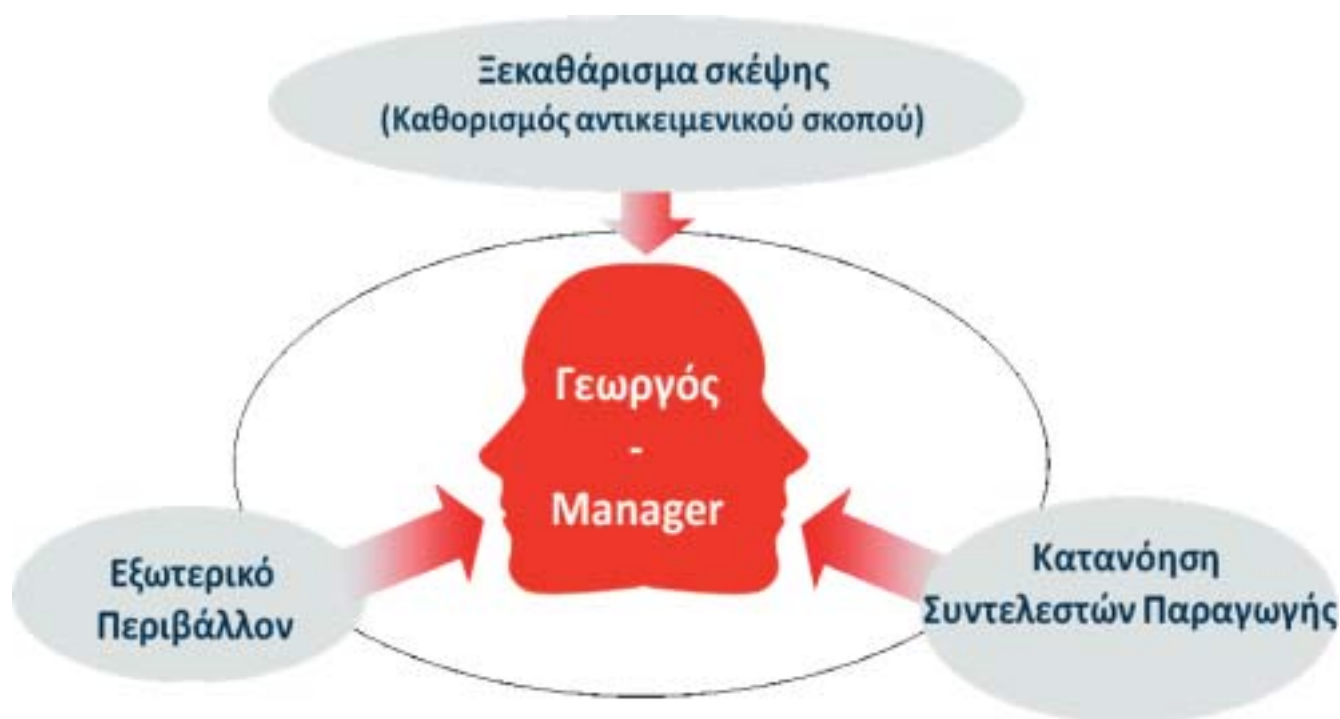 Ξεκαθάρισμα σκέψης
(Καθορισμός αντικειμενικού σκοπού)
Γεωργός
-
Manager
Εξωτερικό
Περιβάλλον
Κατανόηση
Συντελεστών Παραγωγής